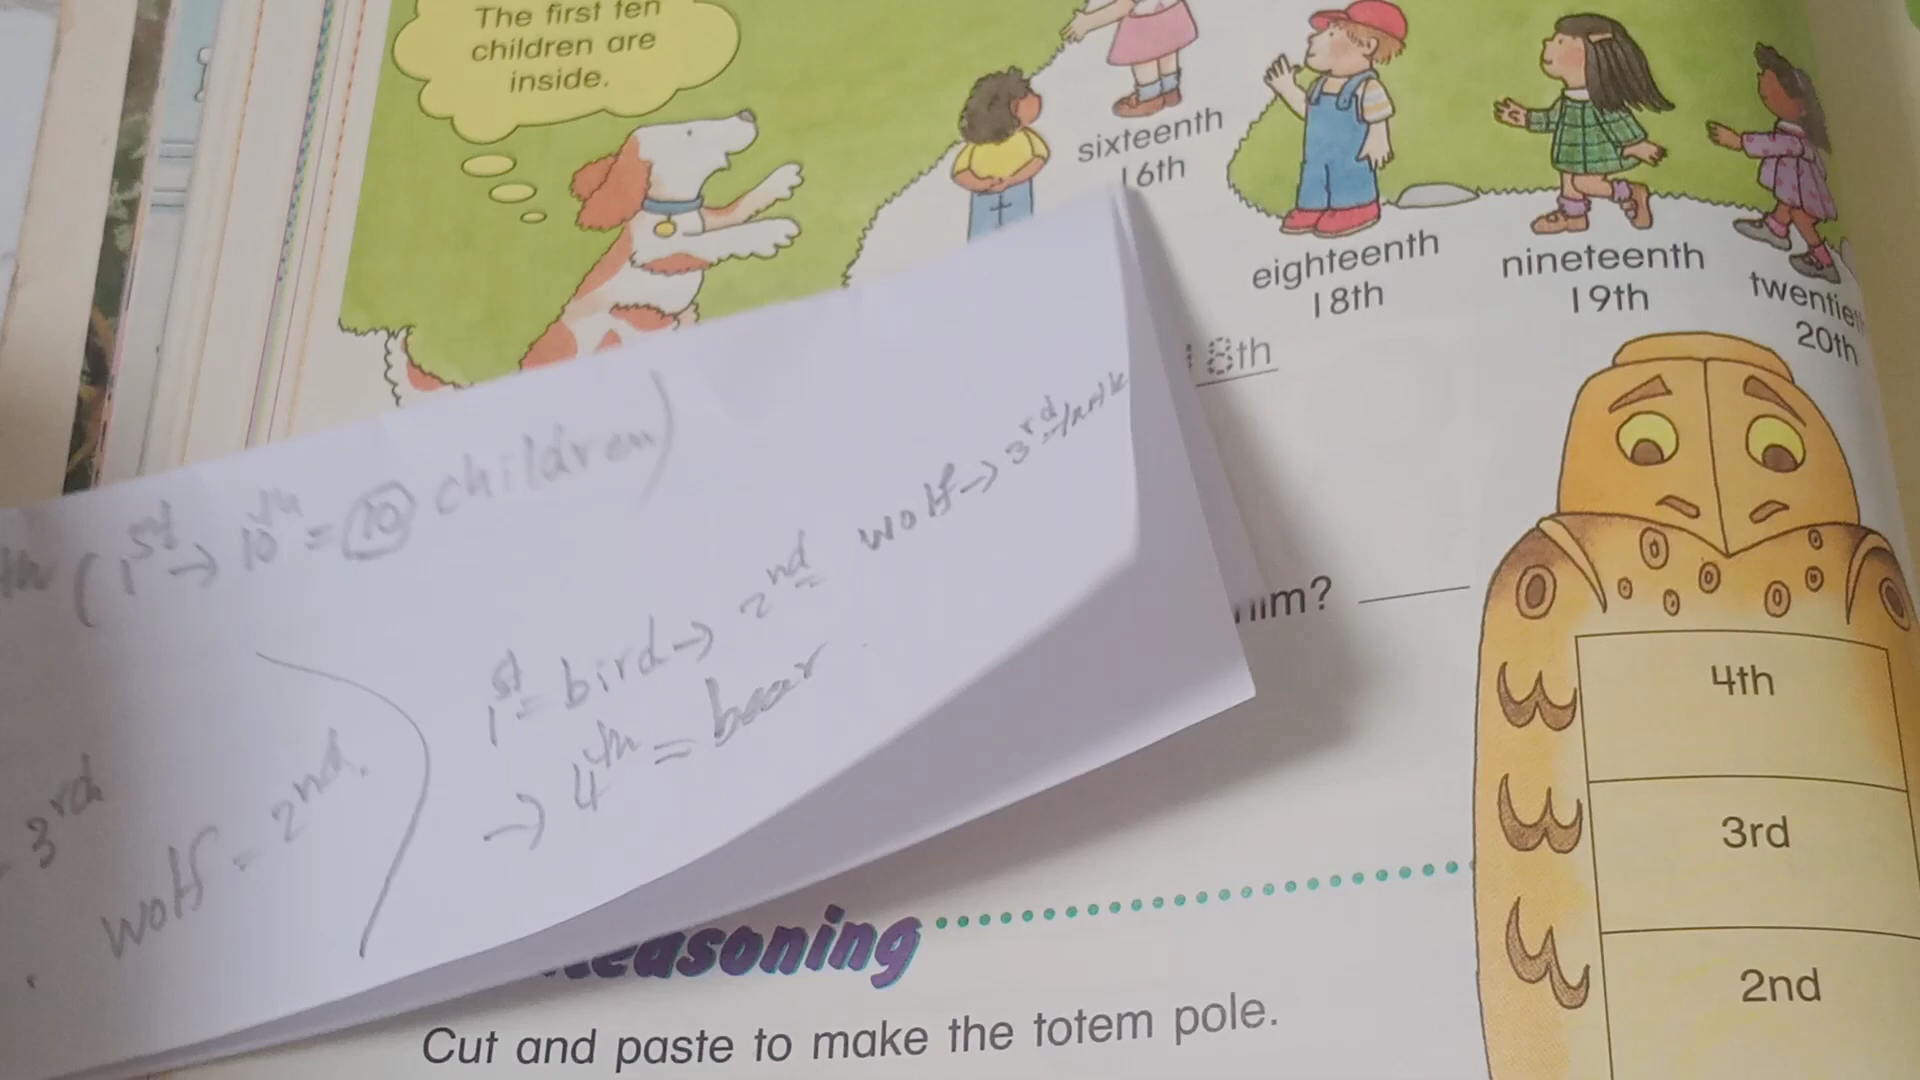 The first ten
children are
inside.
sixteenth
16th
eighteenth
18th
nineteenth
19th
20th
18th
(1st → 10th = 10 children)
1st = bird → 2nd wolf → 3rd
→ 4th = bear
3rd
wolf = 2nd.
4th
3rd
2nd
Cut and paste to make the totem pole.